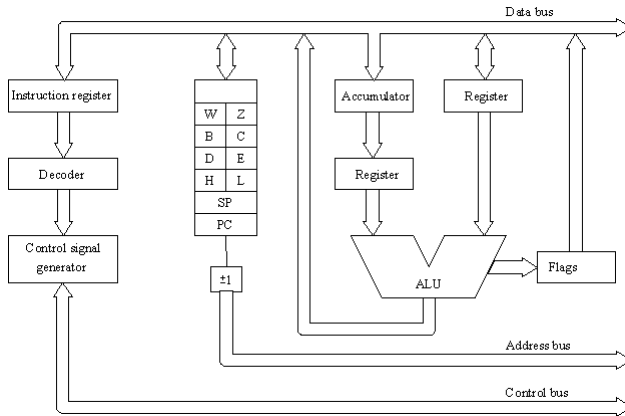 Data bus
Instruction register
Accumulator
Register
W Z
B C
D E
H L
SP
PC
Decoder
Register
Control signal
generator
±1
ALU
Flags
Address bus
Control bus